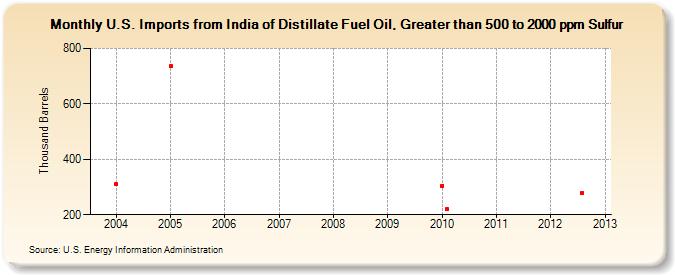 Monthly U.S. Imports from India of Distillate Fuel Oil, Greater than 500 to 2000 ppm Sulfur
Thousand Barrels
800
600
400
200
2004 2005 2006 2007 2008 2009 2010 2011 2012 2013
Source: U.S. Energy Information Administration